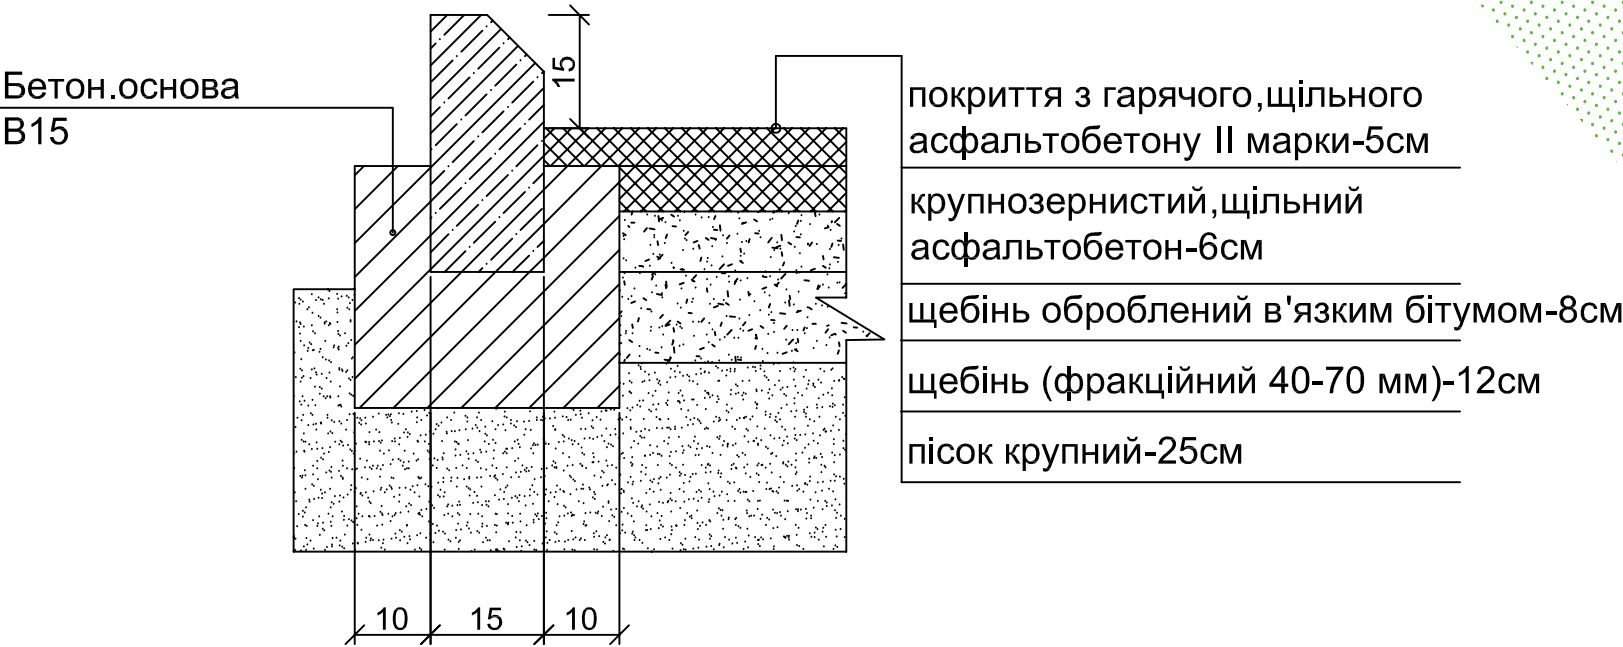 Бетон.основа
В15
15
покриття з гарячого,щільного
асфальтобетону II марки-5см
крупнозернистий,щільний
асфальтобетон-6см
щебінь оброблений в'язким бітумом-8см
щебінь (фракційний 40-70 мм)-12см
пісок крупний-25см
10 15 10